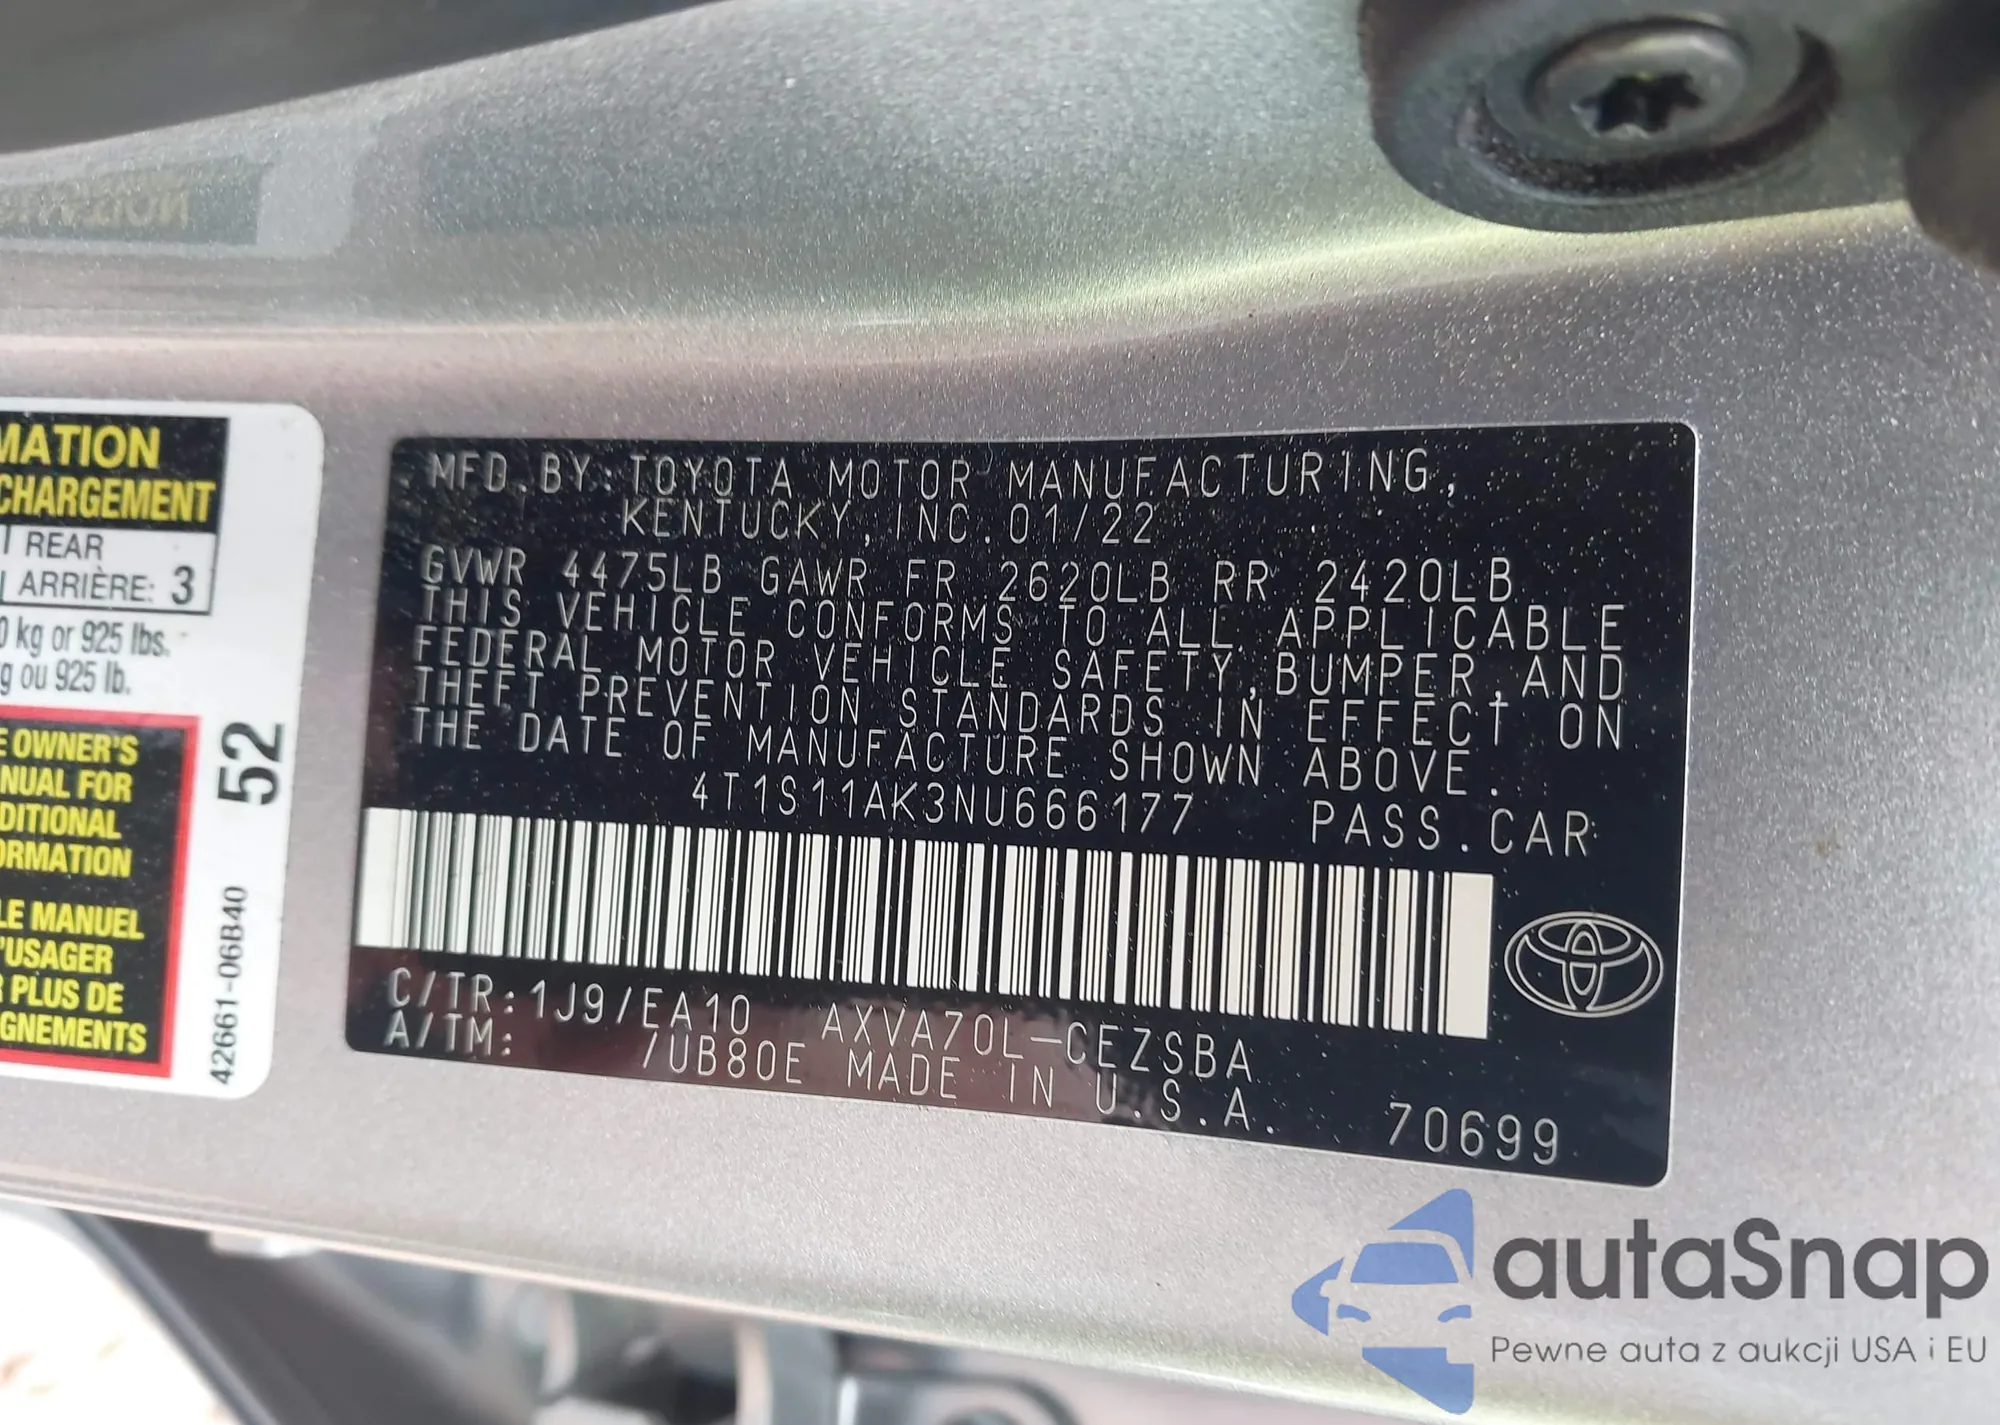 MATION
CHARGEMENT
REAR
ARRIÈRE: 3
0 kg or 925 lbs.
g ou 925 lb.
E OWNER'S
NUAL FOR
DITIONAL
ORMATION
LE MANUEL
'USAGER
R PLUS DE
GNEMENTS
52
42661-06B40
MFD.BY:TOYOTA MOTOR MANUFACTURING,
KENTUCKY,INC.01/22
GVWR 4475LB GAWR FR 2620LB RR 2420LB
THIS VEHICLE CONFORMS TO ALL APPLICABLE
FEDERAL MOTOR VEHICLE SAFETY,BUMPER,AND
THEFT PREVENTION STANDARDS IN EFFECT ON
THE DATE OF MANUFACTURE SHOWN ABOVE.
4T1S11AK3NU666177 PASS.CAR
C/TR:1J9/EA10 AXVA70L-CEZSBA
A/TM: /UB80E MADE IN U.S.A.
70699
autaSnap
Pewne auta z aukcji USA i EU